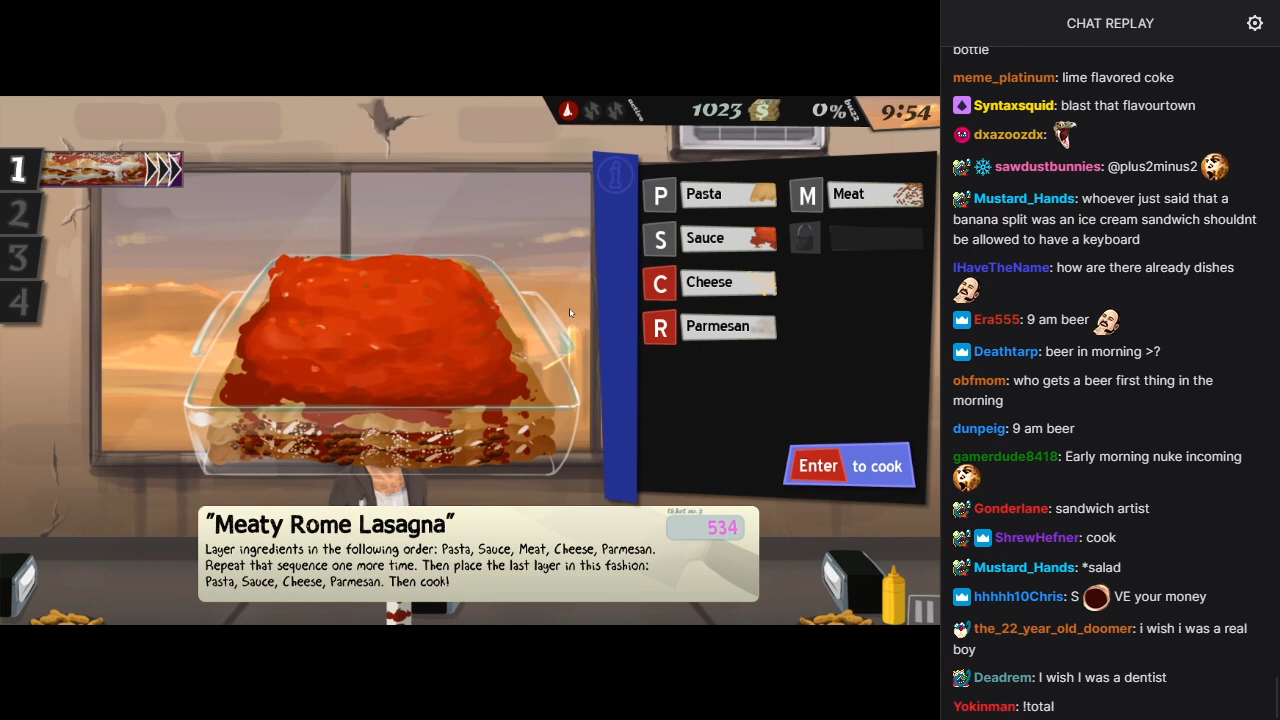 1
2
3
4
active
1023 $
0% buzz
9:54
P Pasta
M Meat
S Sauce
C Cheese
R Parmesan
Enter to cook
"Meaty Rome Lasagna"
ticket no.#
534
Layer ingredients in the following order: Pasta, Sauce, Meat, Cheese, Parmesan.
Repeat that sequence one more time. Then place the last layer in this fashion:
Pasta, Sauce, Cheese, Parmesan. Then cook!
CHAT REPLAY
bottle
meme_platinum: lime flavored coke
Syntaxsquid: blast that flavourtown
dxazoozdx:
sawdustbunnies: @plus2minus2
Mustard_Hands: whoever just said that a
banana split was an ice cream sandwich shouldnt
be allowed to have a keyboard
IHaveTheName: how are there already dishes
Era555: 9 am beer
Deathtarp: beer in morning >?
obfmom: who gets a beer first thing in the
morning
dunpeig: 9 am beer
gamerdude8418: Early morning nuke incoming
Gonderlane: sandwich artist
ShrewHefner: cook
Mustard_Hands: *salad
hhhhh10Chris: S VE your money
the_22_year_old_doomer: i wish i was a real
boy
Deadrem: I wish I was a dentist
Yokinman: !total